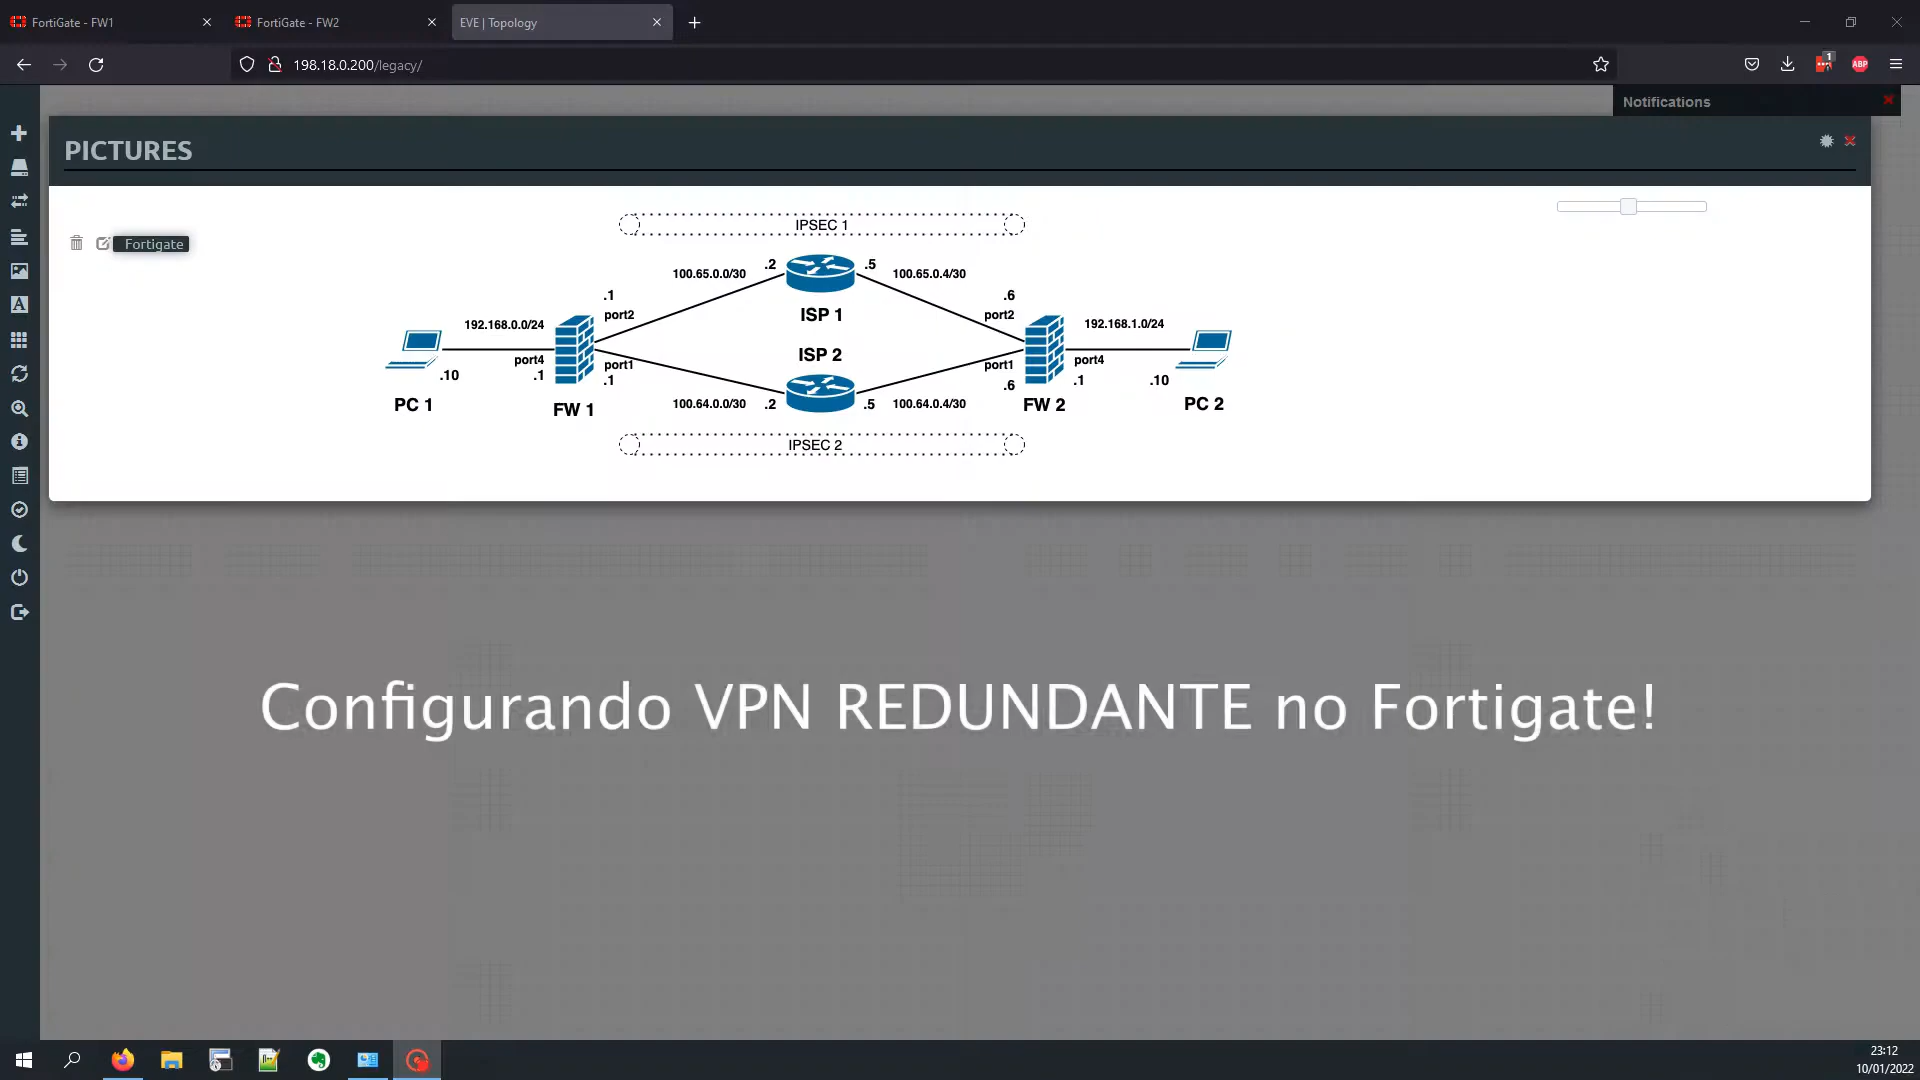 FortiGate - FW1
FortiGate - FW2
EVE | Topology
198.18.0.200/legacy/
1
ABP
Notifications
PICTURES
Fortigate
IPSEC 1
100.65.0.0/30
.2
.5
100.65.0.4/30
.1
port2
ISP 1
.6
port2
192.168.0.0/24
192.168.1.0/24
ISP 2
port4
port1
port1
port4
.10
.1
.1
.6
.1
.10
PC 1
FW 1
100.64.0.0/30
.2
.5
100.64.0.4/30
FW 2
PC 2
IPSEC 2
Configurando VPN REDUNDANTE no Fortigate!
23:12
10/01/2022